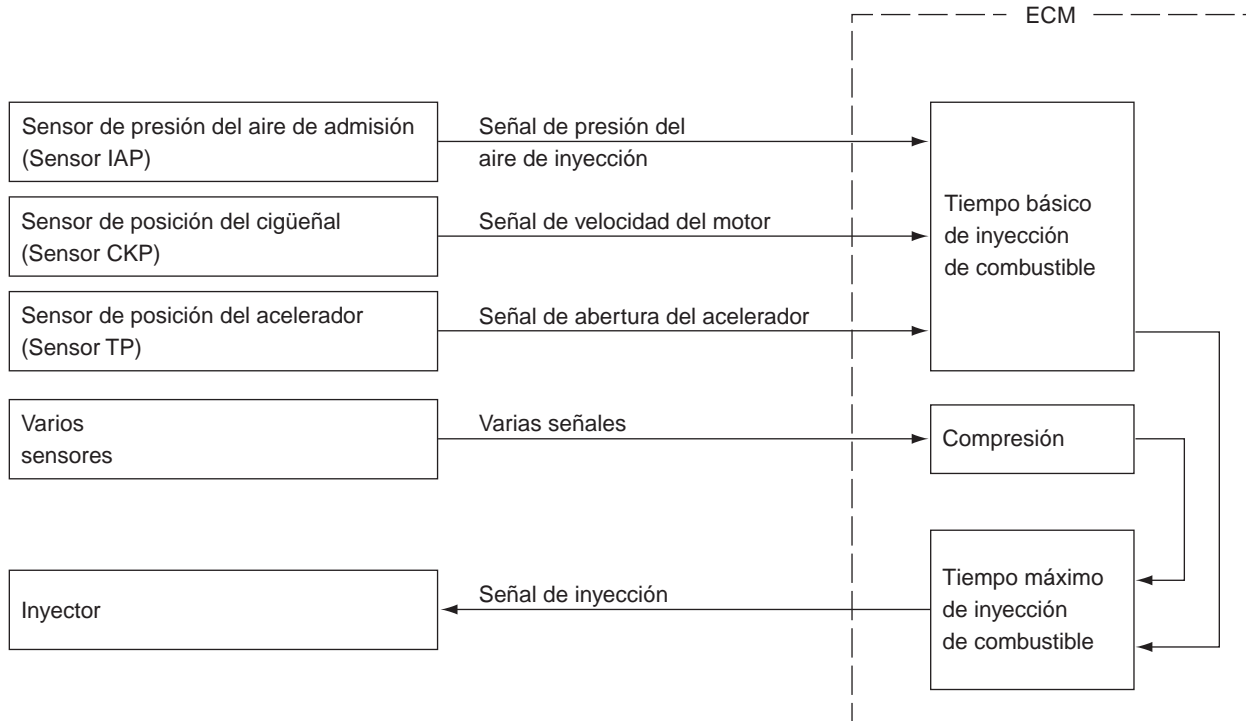 ECM
Sensor de presión del aire de admisión
(Sensor IAP)
Señal de presión del
aire de inyección
Sensor de posición del cigüeñal
(Sensor CKP)
Señal de velocidad del motor
Tiempo básico
de inyección
de combustible
Sensor de posición del acelerador
(Sensor TP)
Señal de abertura del acelerador
Varios
sensores
Varias señales
Compresión
Inyector
Señal de inyección
Tiempo máximo
de inyección
de combustible